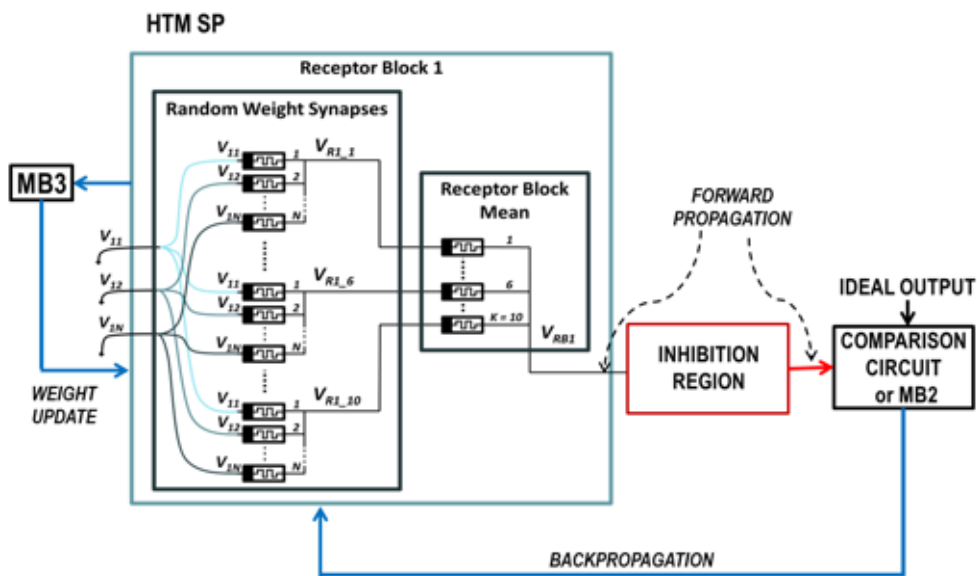 HTM SP
Receptor Block 1
Random Weight Synapses
V11
1
VR1_1
V12
2
V1N
N
V11
1
VR1_6
V12
2
V1N
N
V11
1
VR1_10
V12
2
V1N
N
MB3
V11
V12
V1N
WEIGHT
UPDATE
Receptor Block
Mean
1
6
K = 10
VRB1
FORWARD
PROPAGATION
INHIBITION
REGION
IDEAL OUTPUT
COMPARISON
CIRCUIT
or MB2
BACKPROPAGATION